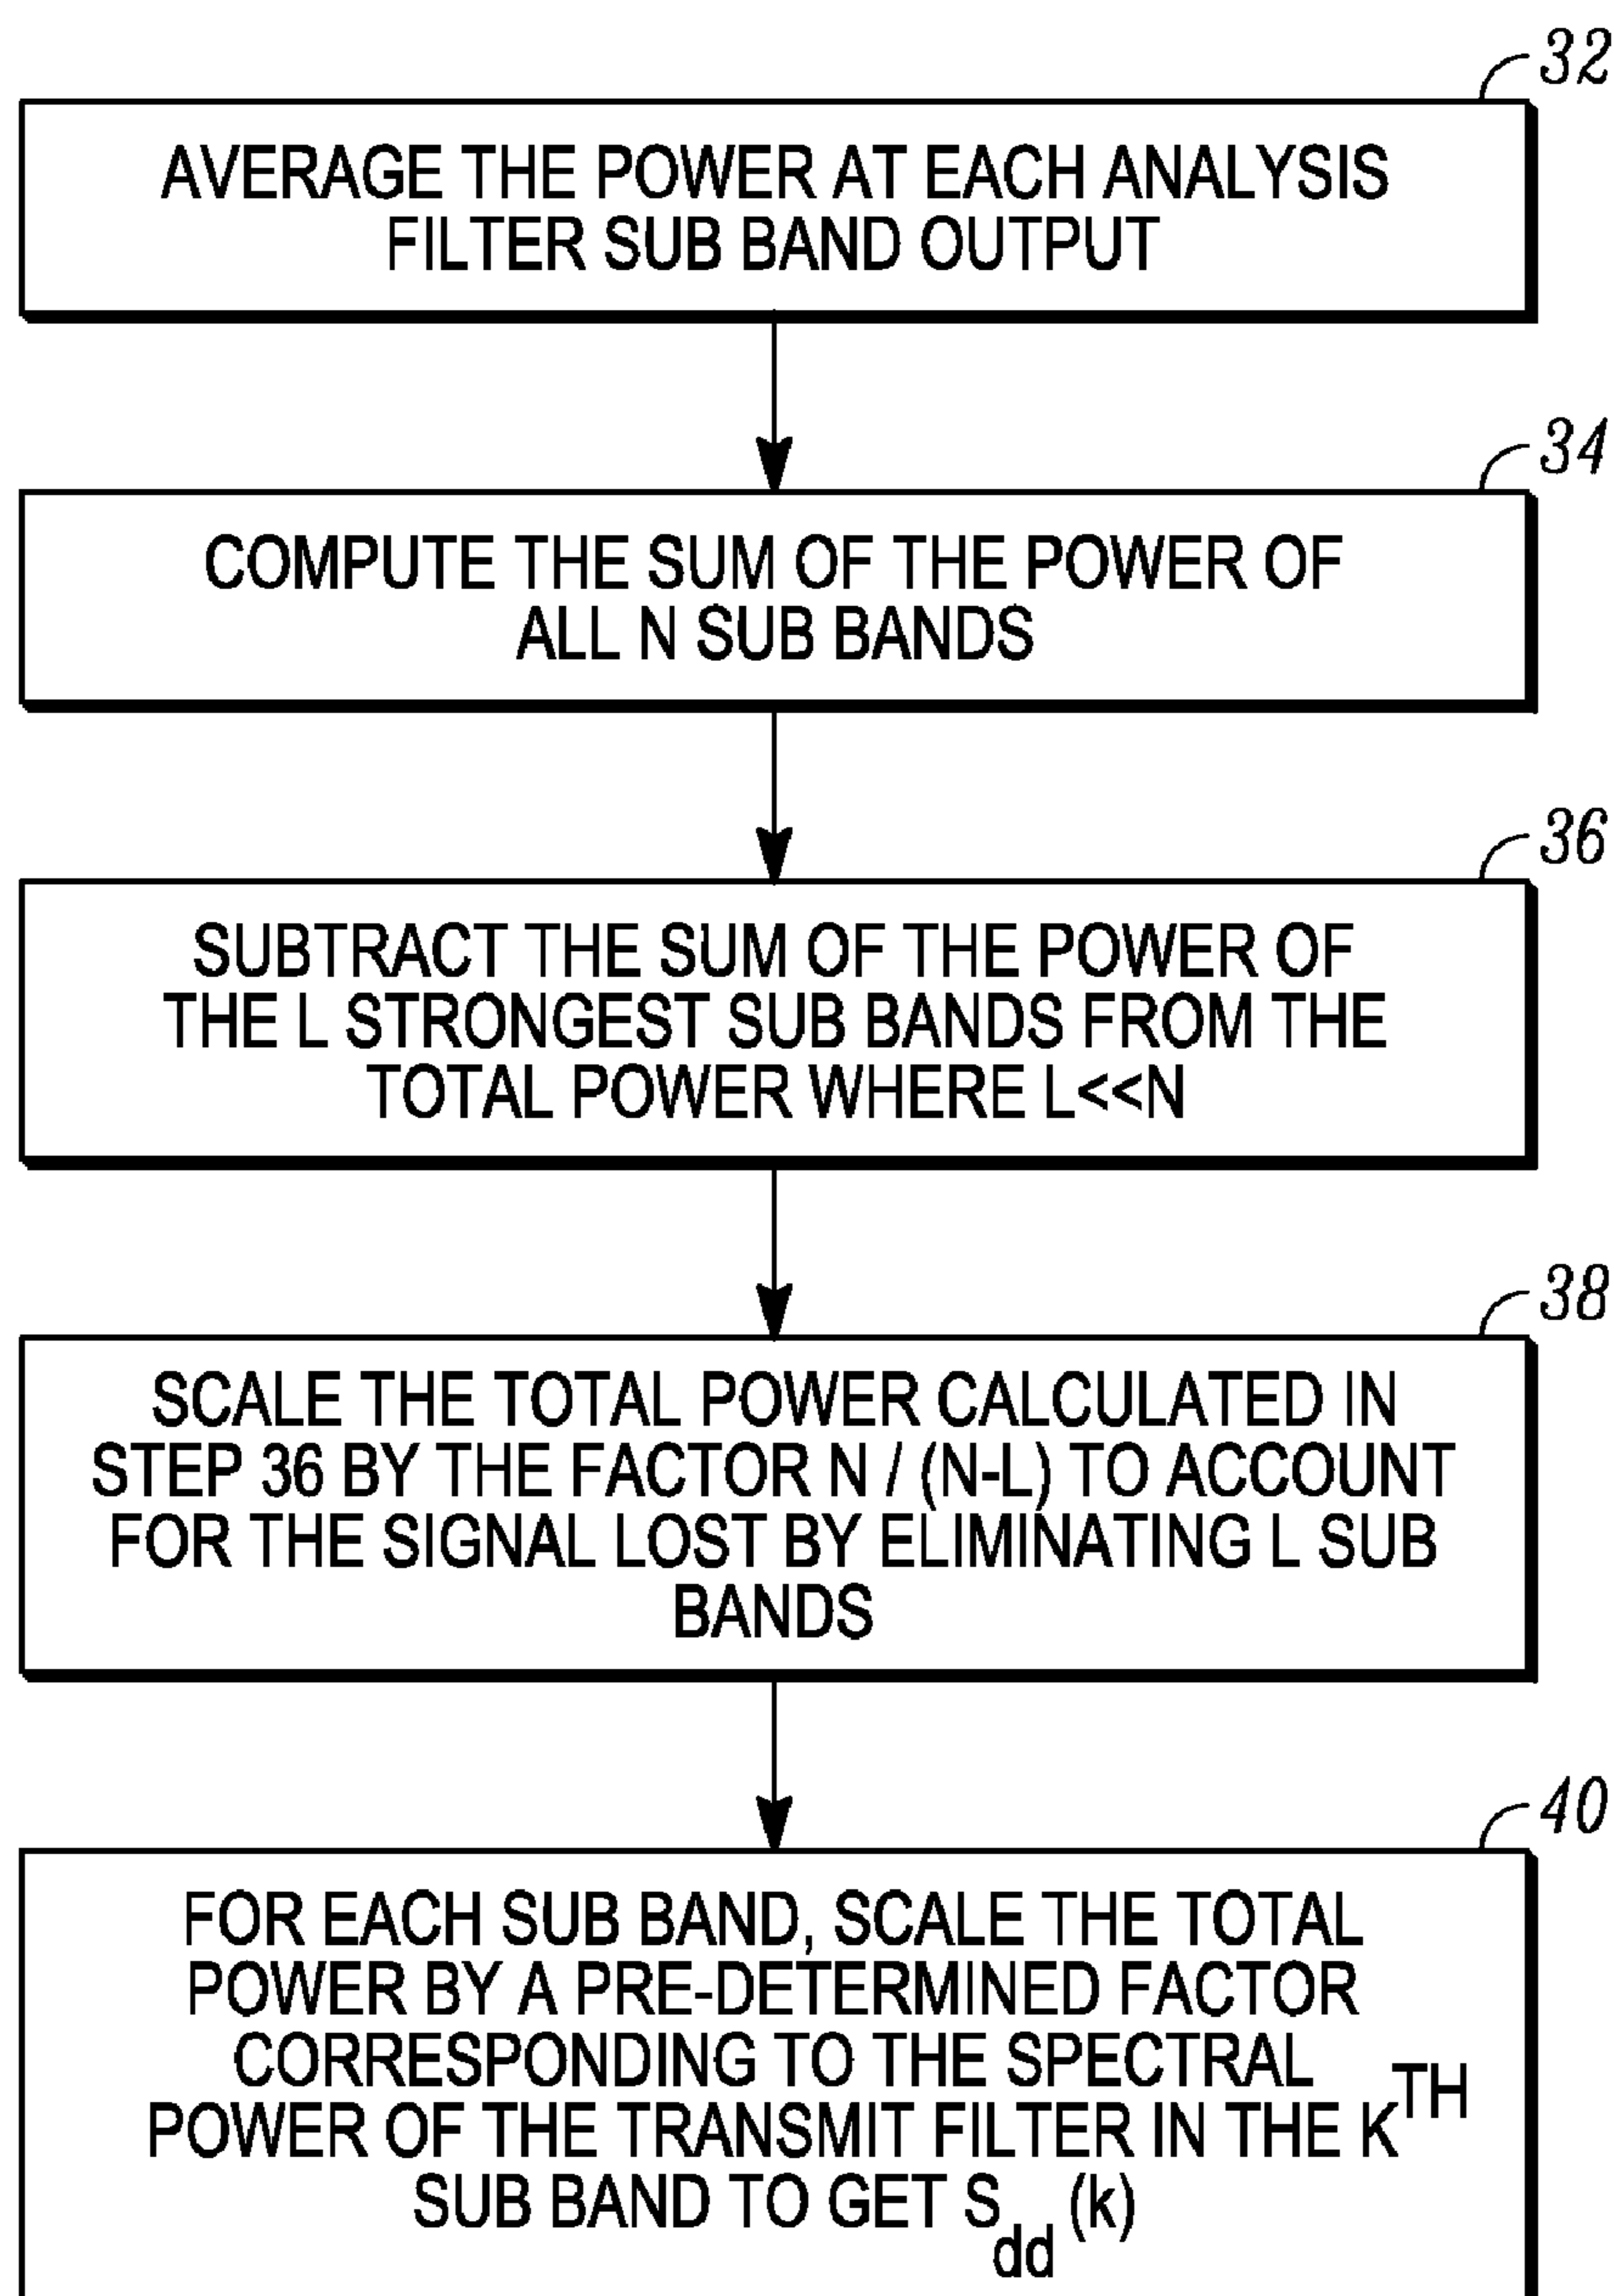 32
AVERAGE THE POWER AT EACH ANALYSIS
FILTER SUB BAND OUTPUT
34
COMPUTE THE SUM OF THE POWER OF
ALL N SUB BANDS
36
SUBTRACT THE SUM OF THE POWER OF
THE L STRONGEST SUB BANDS FROM THE
TOTAL POWER WHERE L<<N
38
SCALE THE TOTAL POWER CALCULATED IN
STEP 36 BY THE FACTOR N / (N-L) TO ACCOUNT
FOR THE SIGNAL LOST BY ELIMINATING L SUB
BANDS
40
FOR EACH SUB BAND, SCALE THE TOTAL
POWER BY A PRE-DETERMINED FACTOR
CORRESPONDING TO THE SPECTRAL
POWER OF THE TRANSMIT FILTER IN THE K^TH
SUB BAND TO GET S_dd (k)